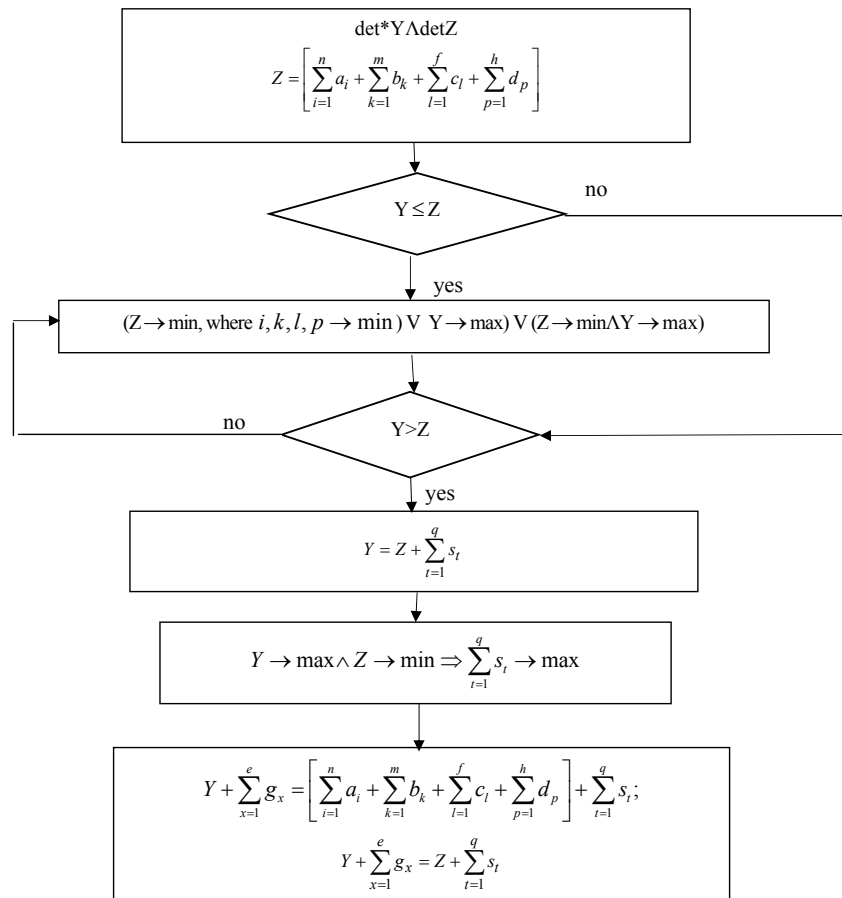 det*YΛdetZ
Z = [∑_{i=1}^{n} a_i + ∑_{k=1}^{m} b_k + ∑_{l=1}^{f} c_l + ∑_{p=1}^{h} d_p]
Y ≤ Z
no
yes
(Z → min, where i, k, l, p → min ) V Y → max) V (Z → minΛY → max)
no
Y>Z
yes
Y = Z + ∑_{t=1}^{q} s_t
Y → max ∧ Z → min ⇒ ∑_{t=1}^{q} s_t → max
Y + ∑_{x=1}^{e} g_x = [∑_{i=1}^{n} a_i + ∑_{k=1}^{m} b_k + ∑_{l=1}^{f} c_l + ∑_{p=1}^{h} d_p] + ∑_{t=1}^{q} s_t;
Y + ∑_{x=1}^{e} g_x = Z + ∑_{t=1}^{q} s_t